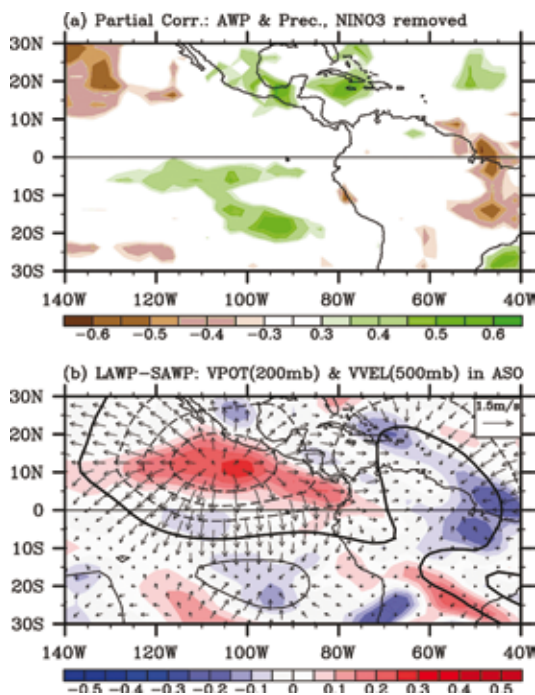 (a) Partial Corr.: AWP & Prec., NINO3 removed
30N
20N
10N
0
10S
20S
30S
140W 120W 100W 80W 60W 40W
-0.6 -0.5 -0.4 -0.3 0.3 0.4 0.5 0.6
(b) LAWP-SAWP: VPOT(200mb) & VVEL(500mb) in ASO
1.5m/s
30N
20N
10N
0
10S
20S
30S
140W 120W 100W 80W 60W 40W
-0.5 -0.4 -0.3 -0.2 -0.1 0 0.1 0.2 0.3 0.4 0.5